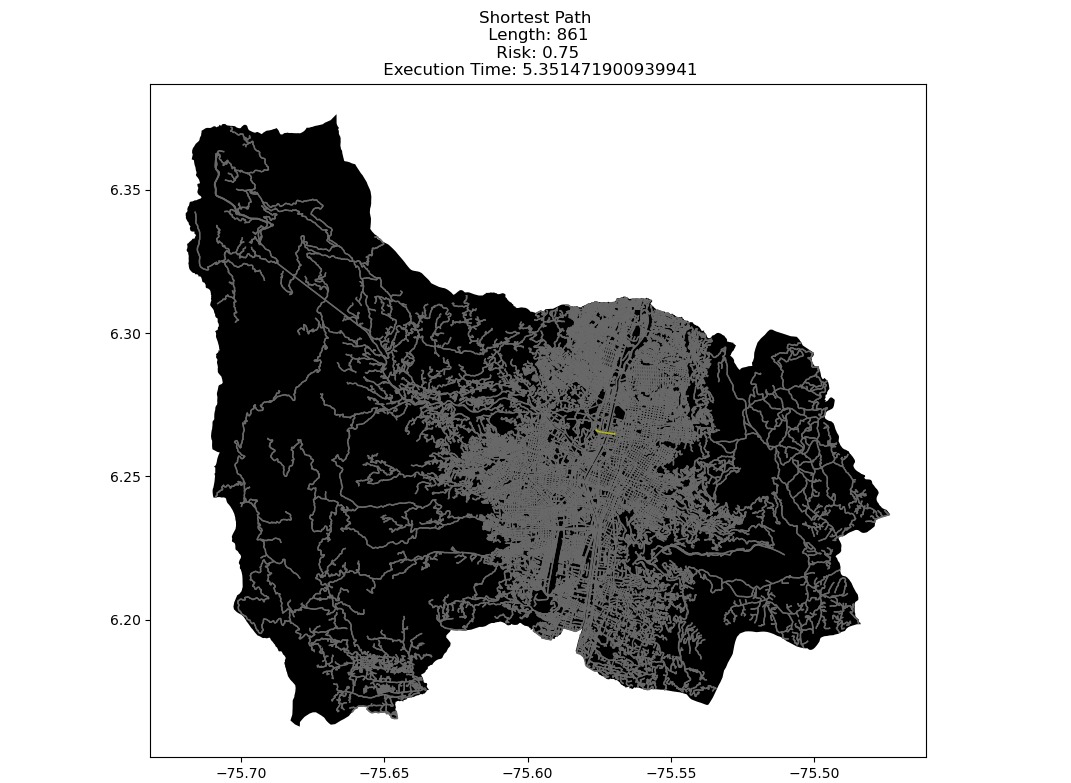 Shortest Path
Length: 861
Risk: 0.75
Execution Time: 5.351471900939941
6.35
6.30
6.25
6.20
−75.70
−75.65
−75.60
−75.55
−75.50